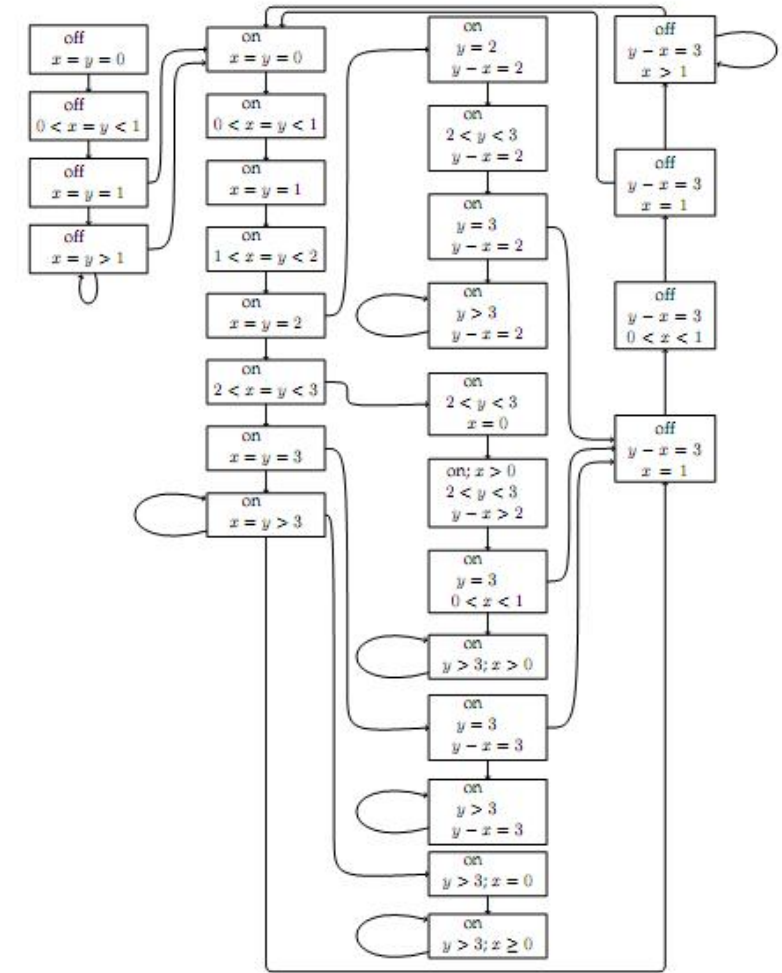 off
x = y = 0
off
0 < x = y < 1
off
x = y = 1
off
x = y > 1
on
x = y = 0
on
0 < x = y < 1
on
x = y = 1
on
1 < x = y < 2
on
x = y = 2
on
2 < x = y < 3
on
x = y = 3
on
x = y > 3
on
y = 2
y − x = 2
on
2 < y < 3
y − x = 2
on
y = 3
y − x = 2
on
y > 3
y − x = 2
on
2 < y < 3
x = 0
on; x > 0
2 < y < 3
y − x > 2
on
y = 3
0 < x < 1
on
y > 3; x > 0
on
y = 3
y − x = 3
on
y > 3
y − x = 3
on
y > 3; x = 0
on
y > 3; x ≥ 0
off
y − x = 3
x > 1
off
y − x = 3
x = 1
off
y − x = 3
0 < x < 1
off
y − x = 3
x = 1